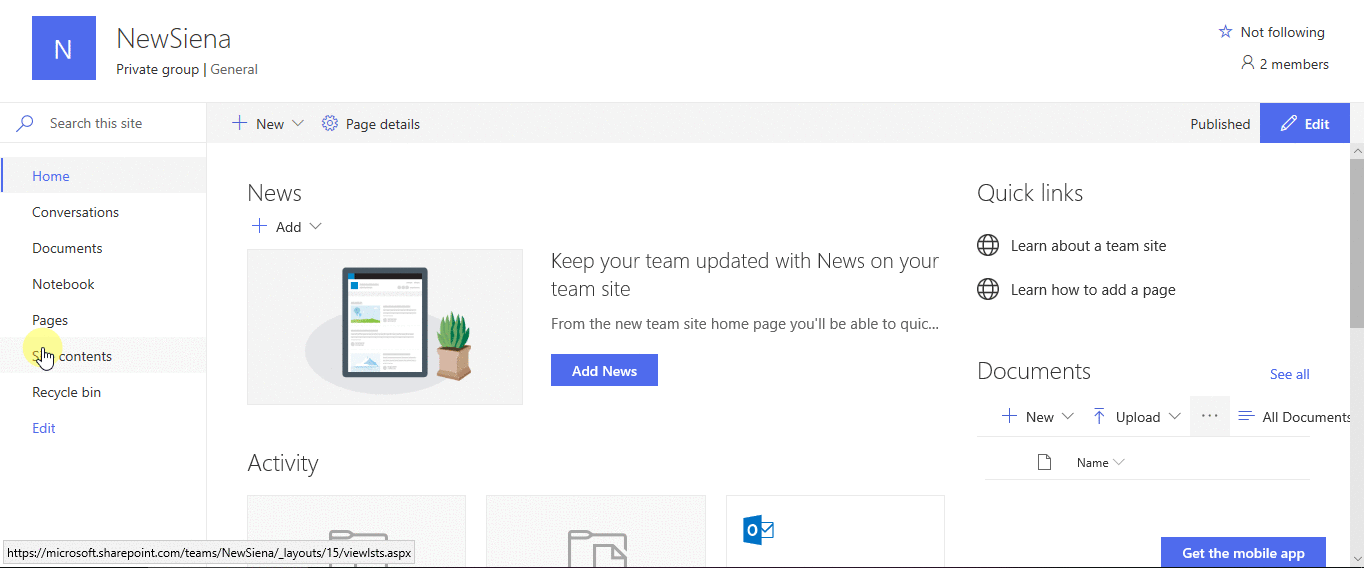 N
NewSiena
Private group | General
Not following
2 members
Search this site
New
Page details
Published
Edit
Home
Conversations
Documents
Notebook
Pages
contents
Recycle bin
Edit
News
Add
Keep your team updated with News on your
team site
From the new team site home page you'll be able to quic...
Add News
Activity
Quick links
Learn about a team site
Learn how to add a page
Documents
See all
New
Upload
···
All Documents
Name
Get the mobile app
https://microsoft.sharepoint.com/teams/NewSiena/_layouts/15/viewlsts.aspx